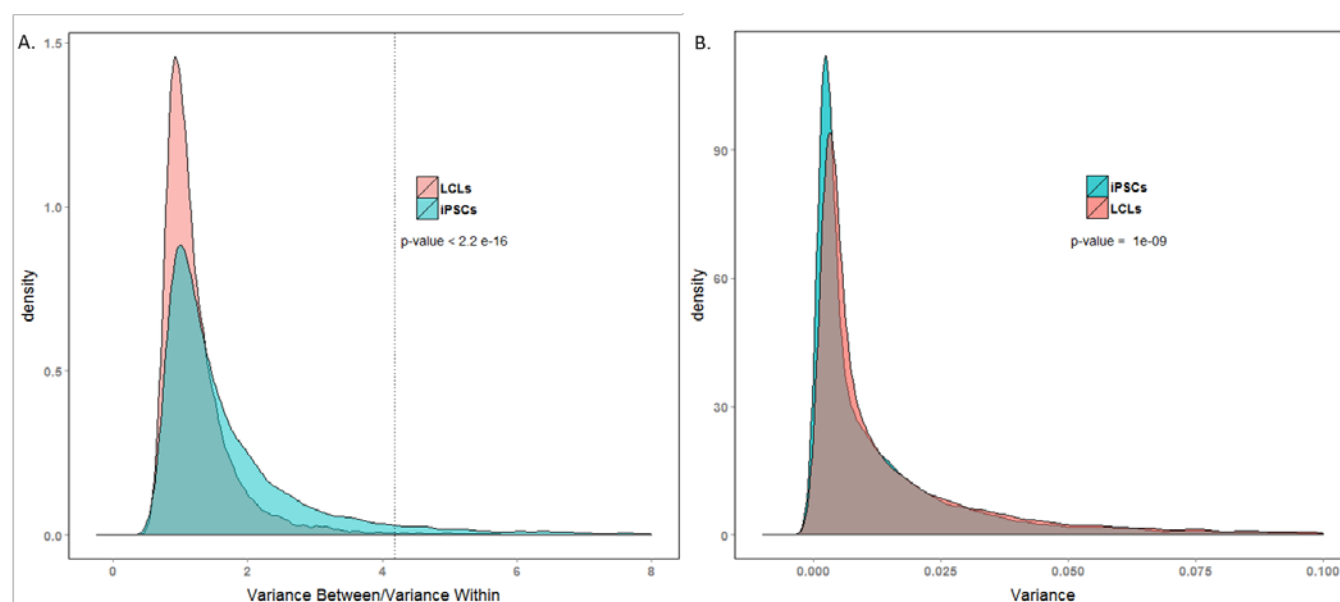 A.
1.5
1.0
0.5
0.0
density
LCLs
iPSCs
p-value < 2.2 e-16
0
2
4
6
8
Variance Between/Variance Within
B.
90
60
30
0
density
iPSCs
LCLs
p-value = 1e-09
0.000
0.025
0.050
0.075
0.100
Variance